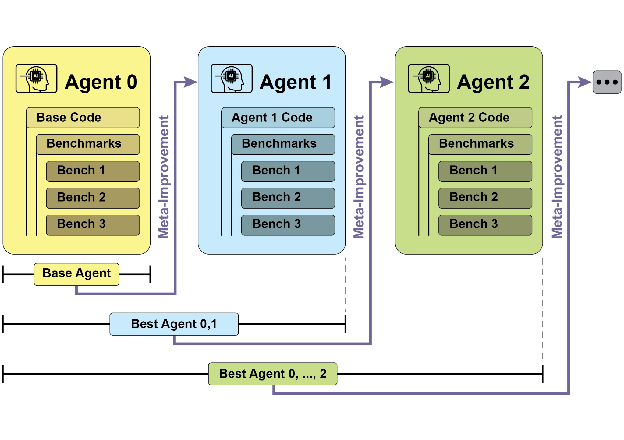 Agent 0
Base Code
Benchmarks
Bench 1
Bench 2
Bench 3
Meta-Improvement
Agent 1
Agent 1 Code
Benchmarks
Bench 1
Bench 2
Bench 3
Meta-Improvement
Agent 2
Agent 2 Code
Benchmarks
Bench 1
Bench 2
Bench 3
Meta-Improvement
Base Agent
Best Agent 0,1
Best Agent 0, ..., 2